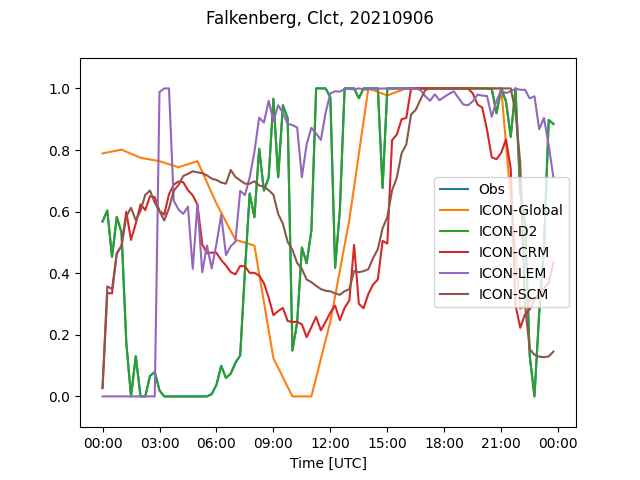 Falkenberg, Clct, 20210906
1.0
0.8
0.6
0.4
0.2
0.0
Obs
ICON-Global
ICON-D2
ICON-CRM
ICON-LEM
ICON-SCM
00:00 03:00 06:00 09:00 12:00 15:00 18:00 21:00 00:00
Time [UTC]